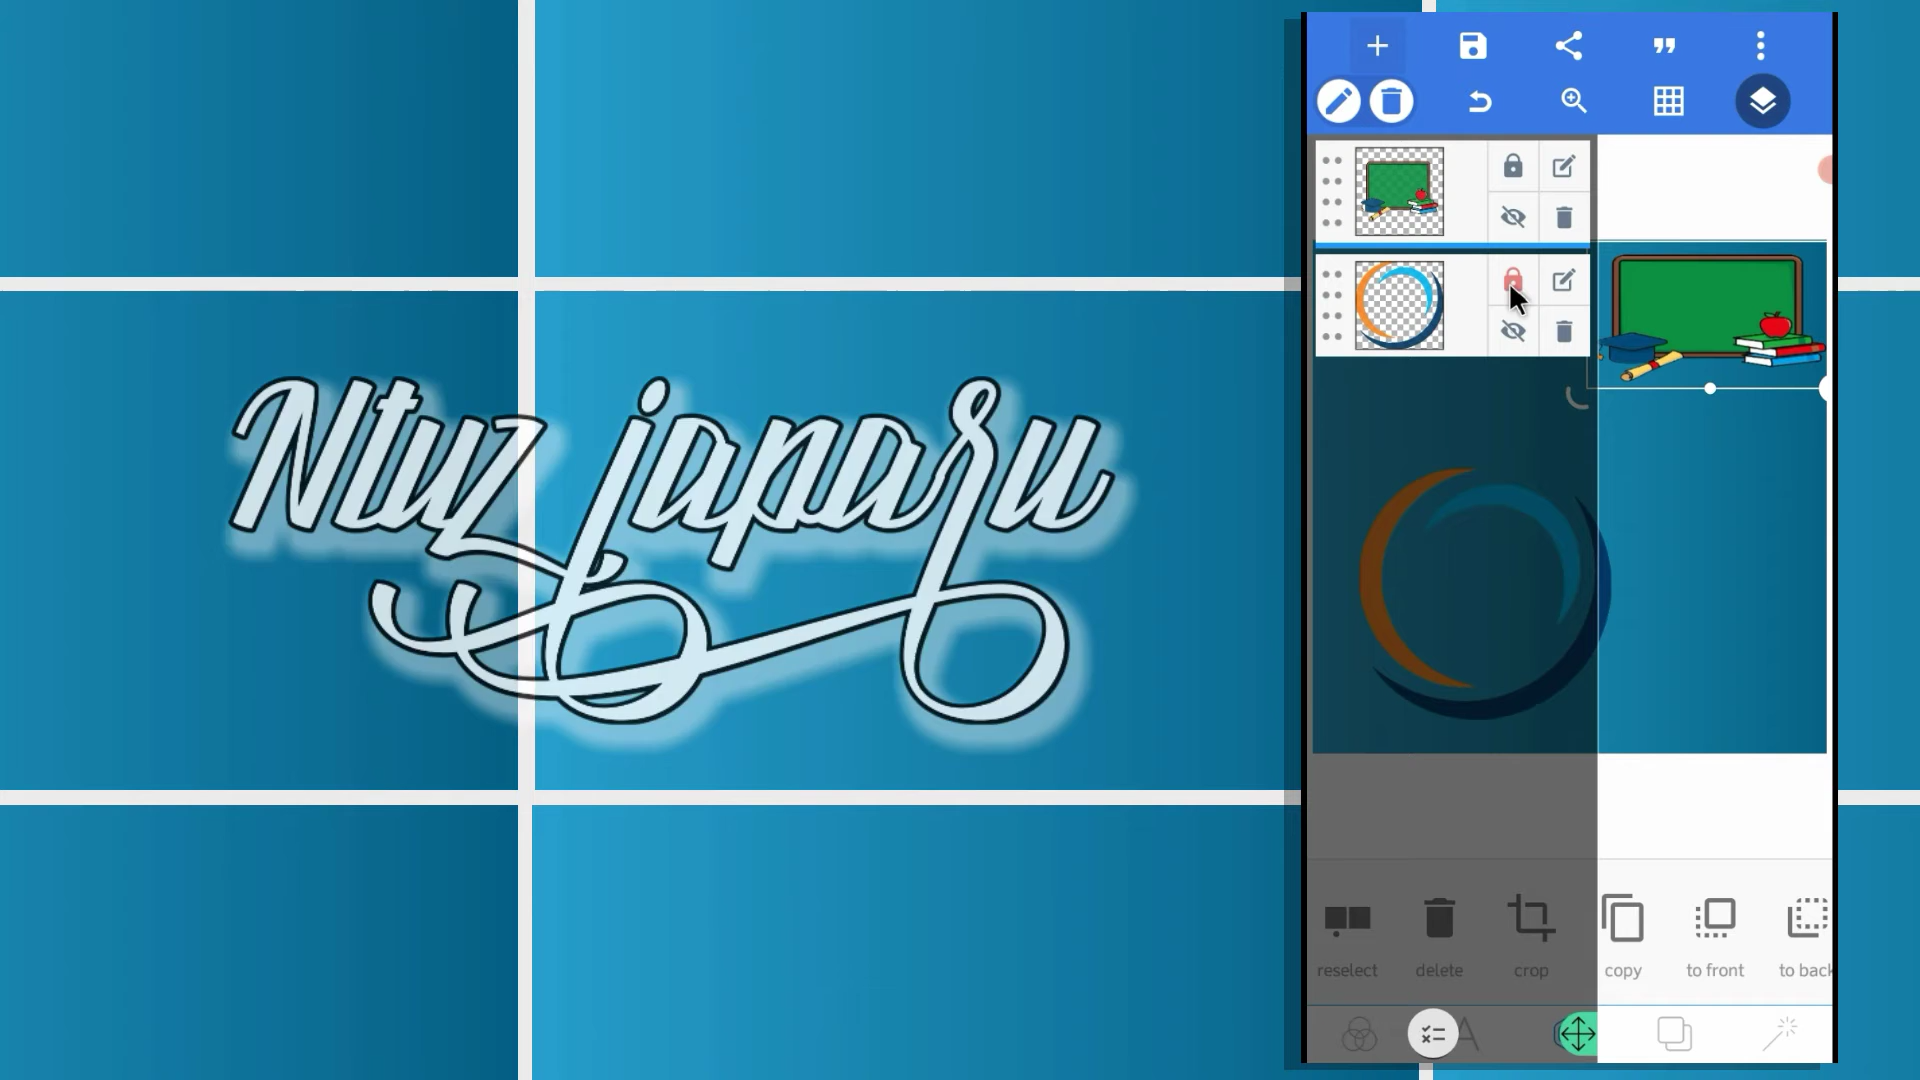 Ntuz japaru
reselect
delete
crop
copy
to front
to back